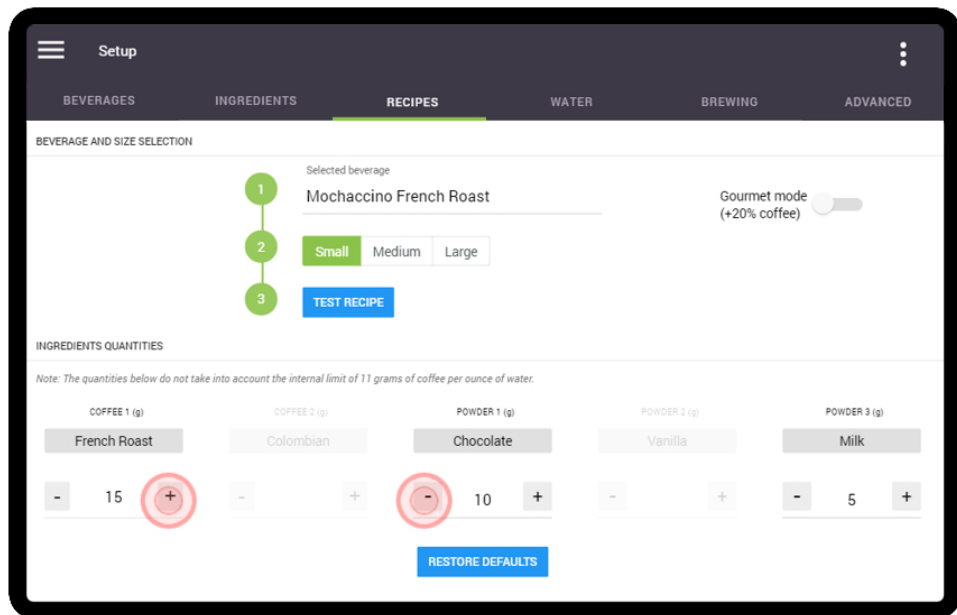 Setup
BEVERAGES INGREDIENTS RECIPES WATER BREWING ADVANCED
BEVERAGE AND SIZE SELECTION
Selected beverage
1
Mochaccino French Roast
Gourmet mode
(+20% coffee)
2
Small Medium Large
3
TEST RECIPE
INGREDIENTS QUANTITIES
Note: The quantities below do not take into account the internal limit of 11 grams of coffee per ounce of water.
COFFEE 1 (g) COFFEE 2 (g) POWDER 1 (g) POWDER 2 (g) POWDER 3 (g)
French Roast Colombian Chocolate Vanilla Milk
- 15 + - + - 10 + - + - 5 +
RESTORE DEFAULTS